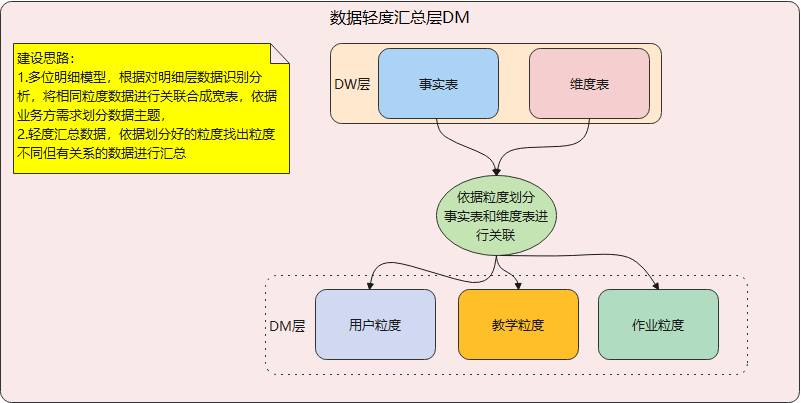 数据轻度汇总层DM
建设思路：
1.多位明细模型，根据对明细层数据识别分
析，将相同粒度数据进行关联合成宽表，依据
业务方需求划分数据主题，
2.轻度汇总数据，依据划分好的粒度找出粒度
不同但有关系的数据进行汇总
DW层
事实表
维度表
依据粒度划分
事实表和维度表进
行关联
DM层
用户粒度
教学粒度
作业粒度